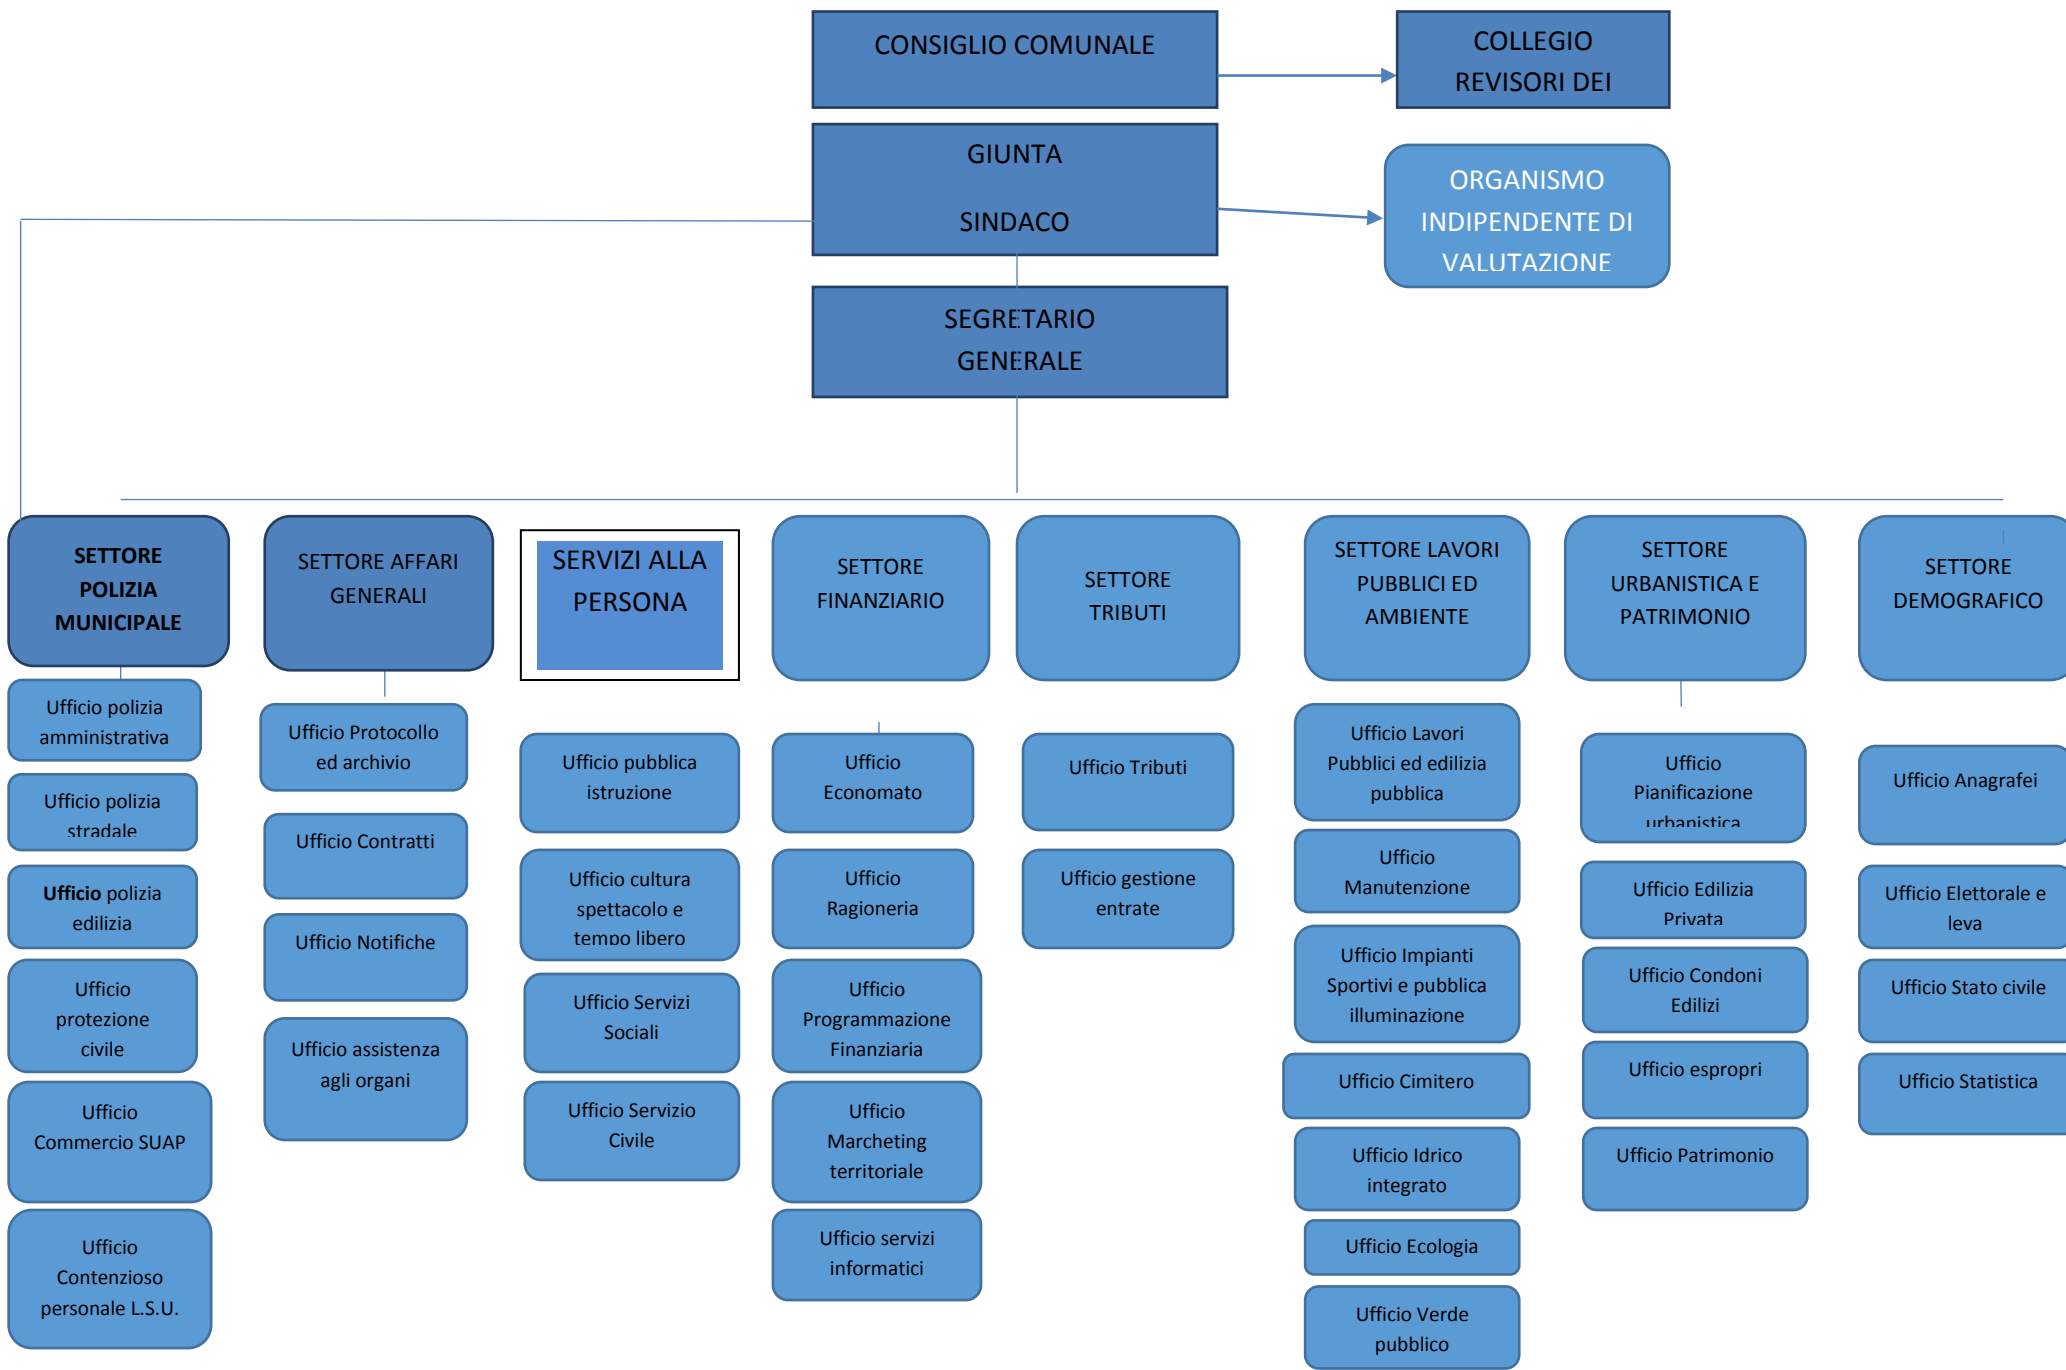 CONSIGLIO COMUNALE
COLLEGIO
REVISORI DEI
GIUNTA
SINDACO
ORGANISMO
INDIPENDENTE DI
VALUTAZIONE
SEGRETARIO
GENERALE
SETTORE
POLIZIA
MUNICIPALE
Ufficio polizia
amministrativa
Ufficio polizia
stradale
Ufficio polizia
edilizia
Ufficio
protezione
civile
Ufficio
Commercio SUAP
Ufficio
Contenzioso
personale L.S.U.
SETTORE AFFARI
GENERALI
Ufficio Protocollo
ed archivio
Ufficio Contratti
Ufficio Notifiche
Ufficio assistenza
agli organi
SERVIZI ALLA
PERSONA
Ufficio pubblica
istruzione
Ufficio cultura
spettacolo e
tempo libero
Ufficio Servizi
Sociali
Ufficio Servizio
Civile
SETTORE
FINANZIARIO
Ufficio
Economato
Ufficio
Ragioneria
Ufficio
Programmazione
Finanziaria
Ufficio
Marcheting
territoriale
Ufficio servizi
informatici
SETTORE
TRIBUTI
Ufficio Tributi
Ufficio gestione
entrate
SETTORE LAVORI
PUBBLICI ED
AMBIENTE
Ufficio Lavori
Pubblici ed edilizia
pubblica
Ufficio
Manutenzione
Ufficio Impianti
Sportivi e pubblica
illuminazione
Ufficio Cimitero
Ufficio Idrico
integrato
Ufficio Ecologia
Ufficio Verde
pubblico
SETTORE
URBANISTICA E
PATRIMONIO
Ufficio
Pianificazione
urbanistica
Ufficio Edilizia
Privata
Ufficio Condoni
Edilizi
Ufficio espropri
Ufficio Patrimonio
SETTORE
DEMOGRAFICO
Ufficio Anagrafei
Ufficio Elettorale e
leva
Ufficio Stato civile
Ufficio Statistica